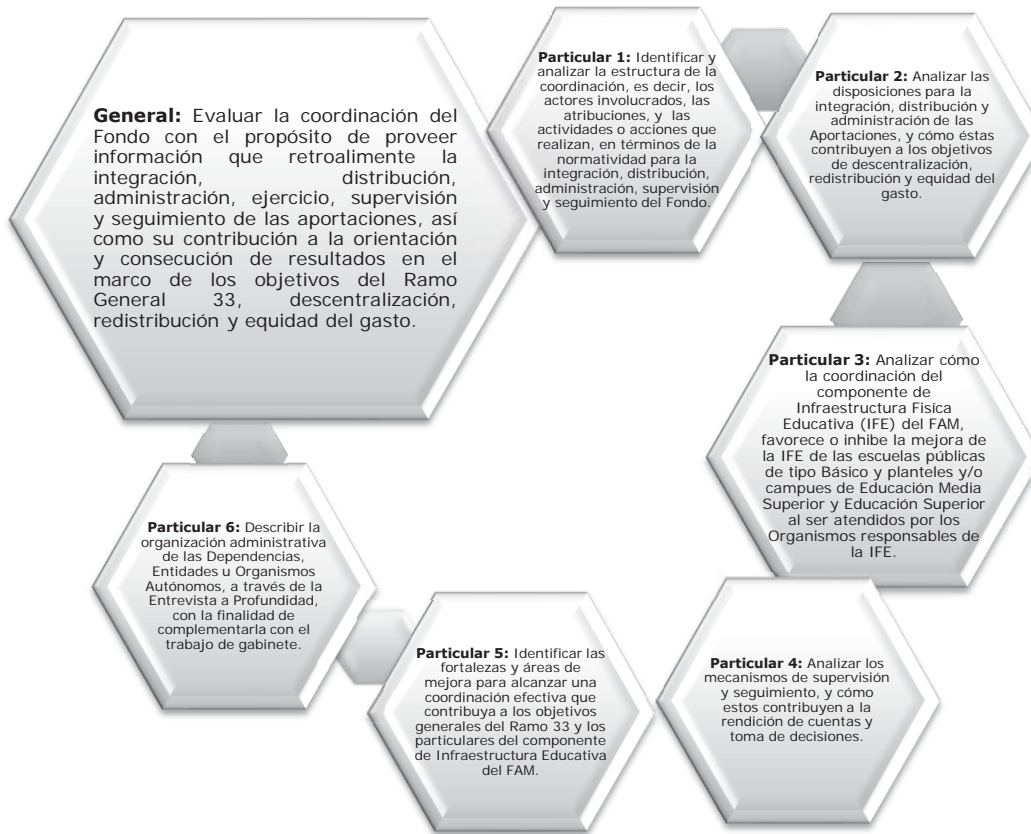 General: Evaluar la coordinación del
Fondo con el propósito de proveer
información que retroalimente la
integración, distribución,
administración, ejercicio, supervisión
y seguimiento de las aportaciones, así
como su contribución a la orientación
y consecución de resultados en el
marco de los objetivos del Ramo
General 33, descentralización,
redistribución y equidad del gasto.
Particular 1: Identificar y
analizar la estructura de la
coordinación, es decir, los
actores involucrados, las
atribuciones, y las
actividades o acciones que
realizan, en términos de la
normatividad para la
integración, distribución,
administración, supervisión
y seguimiento del Fondo.
Particular 2: Analizar las
disposiciones para la
integración, distribución y
administración de las
Aportaciones, y cómo éstas
contribuyen a los objetivos
de descentralización,
redistribución y equidad del
gasto.
Particular 3: Analizar cómo
la coordinación del
componente de
Infraestructura Fisíca
Educativa (IFE) del FAM,
favorece o inhibe la mejora de
la IFE de las escuelas públicas
de tipo Básico y planteles y/o
campues de Educación Media
Superior y Educación Superior
al ser atendidos por los
Organismos responsables de
la IFE.
Particular 4: Analizar los
mecanismos de supervisión
y seguimiento, y cómo
estos contribuyen a la
rendición de cuentas y
toma de decisiones.
Particular 5: Identificar las
fortalezas y áreas de
mejora para alcanzar una
coordinación efectiva que
contribuya a los objetivos
generales del Ramo 33 y los
particulares del componente
de Infraestructura Educativa
del FAM.
Particular 6: Describir la
organización administrativa
de las Dependencias,
Entidades u Organismos
Autónomos, a través de la
Entrevista a Profundidad,
con la finalidad de
complementarla con el
trabajo de gabinete.